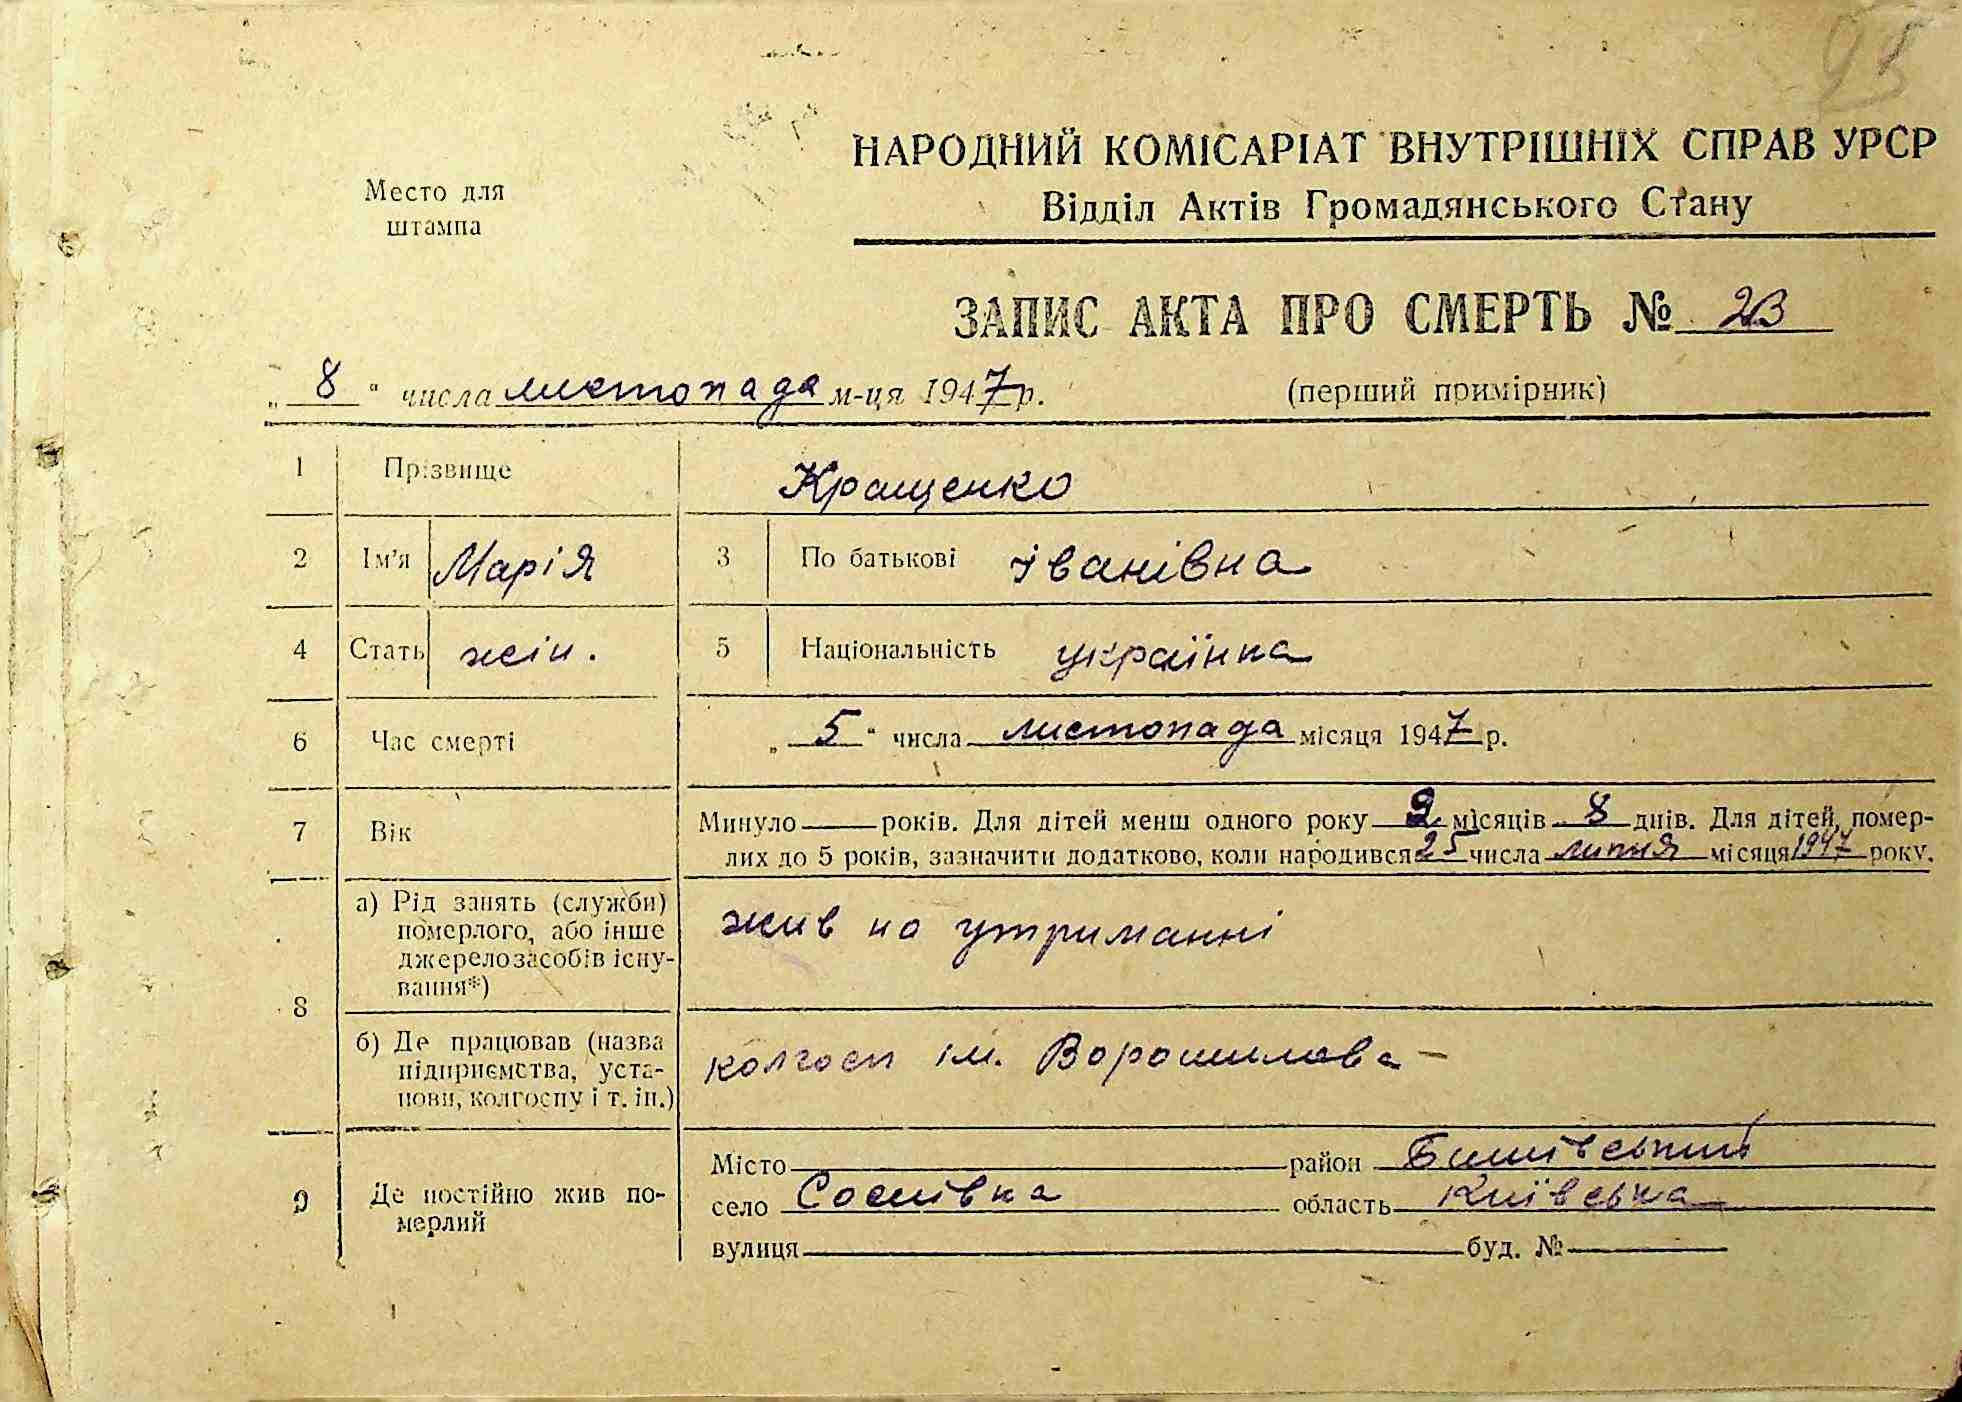 95
НАРОДНИЙ КОМІСАРІАТ ВНУТРІШНІХ СПРАВ УРСР
Место для штампа
Відділ Актів Громадянського Стану
ЗАПИС АКТА ПРО СМЕРТЬ № 23
„ 8 " числа листопада м-ця 1947 р. (перший примірник)
1 Прізвище Кращенко
2 Ім'я Марія 3 По батькові Іванівна
4 Стать жін. 5 Національність українка
6 Час смерті „ 5 " числа листопада місяця 1947 р.
7 Вік Минуло — років. Для дітей менш одного року 2 місяців 8 днів. Для дітей, помер-
лих до 5 років, зазначити додатково, коли народився 25 числа липня місяця 1947 року.
8 а) Рід занять (служби)
померлого, або інше
джерело засобів існу-
вання*) жив на утриманні
б) Де працював (назва
підприємства, уста-
нови, колгоспу і т. ін.) колгосп ім. Ворошилова —
9 Де постійно жив по-
мерлий
Місто — район Бишівський
село Соснівка область Київська
вулиця — буд. № —